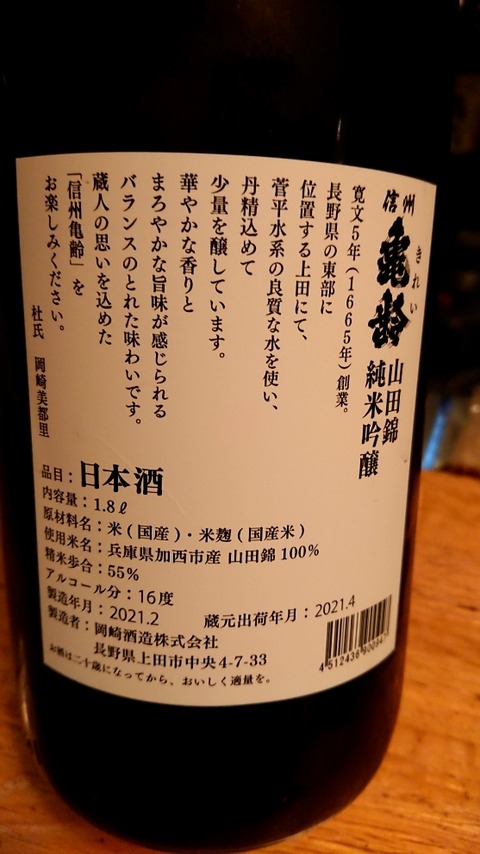 信州
亀齢
きれい
山田錦
純米吟醸
寛文5年(1665年)創業。
長野県の東部に
位置する上田にて、
菅平水系の良質な水を使い、
丹精込めて
少量を醸しています。
華やかな香りと
まろやかな旨味が感じられる
バランスのとれた味わいです。
蔵人の思いを込めた
「信州亀齢」を
お楽しみください。
杜氏 岡崎美都里
品目:日本酒
内容量:1.8ℓ
原材料名:米(国産)・米麹(国産米)
使用米名:兵庫県加西市産 山田錦100%
精米歩合:55%
アルコール分:16度
製造年月:2021.2 蔵元出荷年月:2021.4
製造者:岡崎酒造株式会社
長野県上田市中央4-7-33
お酒は二十歳になってから、おいしく適量を。